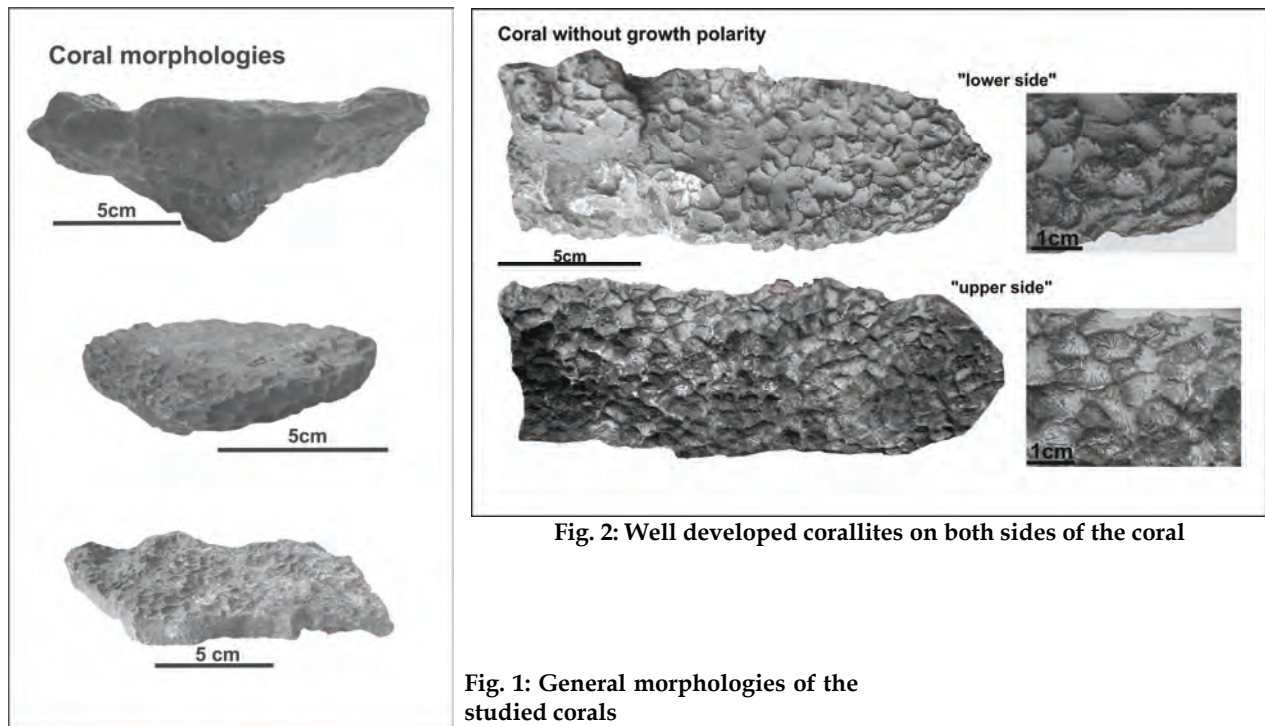 Coral morphologies
5cm
5cm
5 cm
Fig. 1: General morphologies of the
studied corals
Coral without growth polarity
"lower side"
1cm
5cm
"upper side"
1cm
Fig. 2: Well developed corallites on both sides of the coral